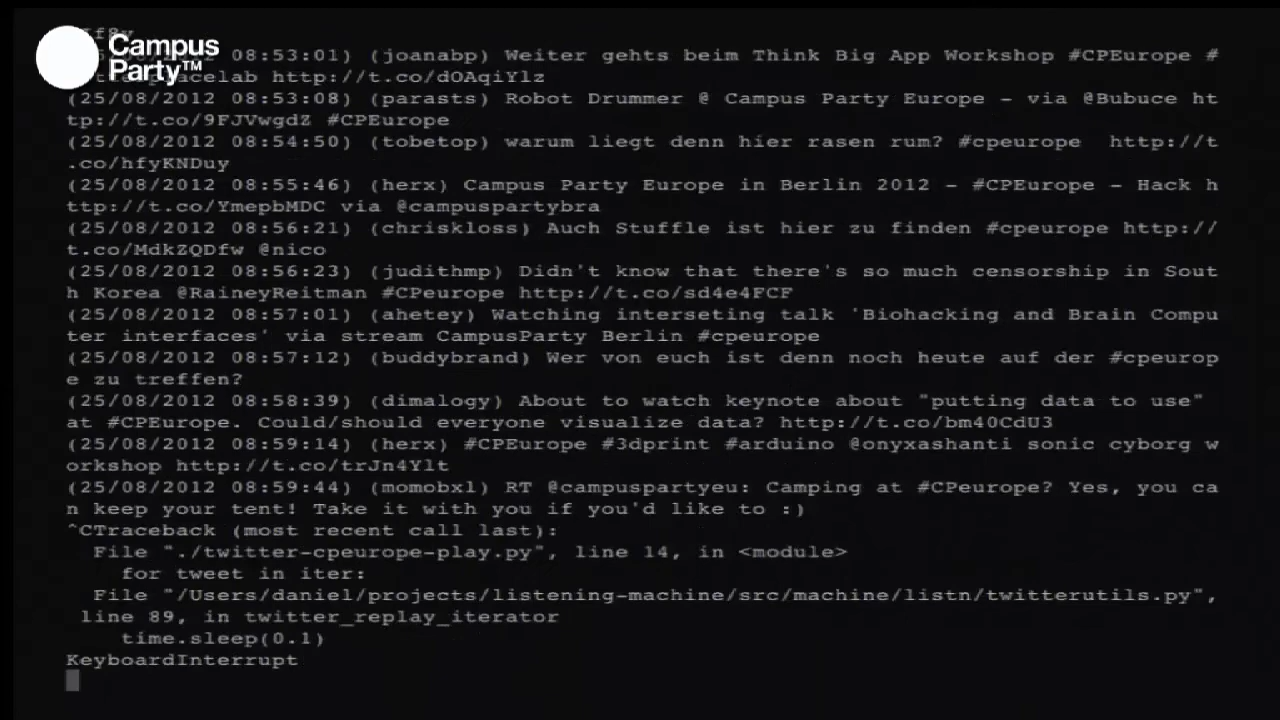 Campus
Party™
08:53:01) (joanabp) Weiter gehts beim Think Big App Workshop #CPEurope #
acelab http://t.co/dOAqiYlz
(25/08/2012 08:53:08) (parasts) Robot Drummer @ Campus Party Europe - via @Bubuce ht
tp://t.co/9FJVwgdZ #CPEurope
(25/08/2012 08:54:50) (tobetop) warum liegt denn hier rasen rum? #cpeurope  http://t
.co/hfyKNDuy
(25/08/2012 08:55:46) (herx) Campus Party Europe in Berlin 2012 - #CPEurope - Hack h
ttp://t.co/YmepbMDC via @campuspartybra
(25/08/2012 08:56:21) (chriskloss) Auch Stuffle ist hier zu finden #cpeurope http://
t.co/MdkZQDfw @nico
(25/08/2012 08:56:23) (judithmp) Didn't know that there's so much censorship in Sout
h Korea @RaineyReitman #CPeurope http://t.co/sd4e4FCF
(25/08/2012 08:57:01) (ahetey) Watching interseting talk 'Biohacking and Brain Compu
ter interfaces' via stream CampusParty Berlin #cpeurope
(25/08/2012 08:57:12) (buddybrand) Wer von euch ist denn noch heute auf der #cpeurop
e zu treffen?
(25/08/2012 08:58:39) (dimalogy) About to watch keynote about "putting data to use"
at #CPEurope. Could/should everyone visualize data? http://t.co/bm40CdU3
(25/08/2012 08:59:14) (herx) #CPEurope #3dprint #arduino @onyxashanti sonic cyborg w
orkshop http://t.co/trJn4Ylt
(25/08/2012 08:59:44) (momobxl) RT @campuspartyeu: Camping at #CPeurope? Yes, you ca
n keep your tent! Take it with you if you'd like to :)
^CTraceback (most recent call last):
  File "./twitter-cpeurope-play.py", line 14, in <module>
    for tweet in iter:
  File "/Users/daniel/projects/listening-machine/src/machine/listn/twitterutils.py",
 line 89, in twitter_replay_iterator
    time.sleep(0.1)
KeyboardInterrupt